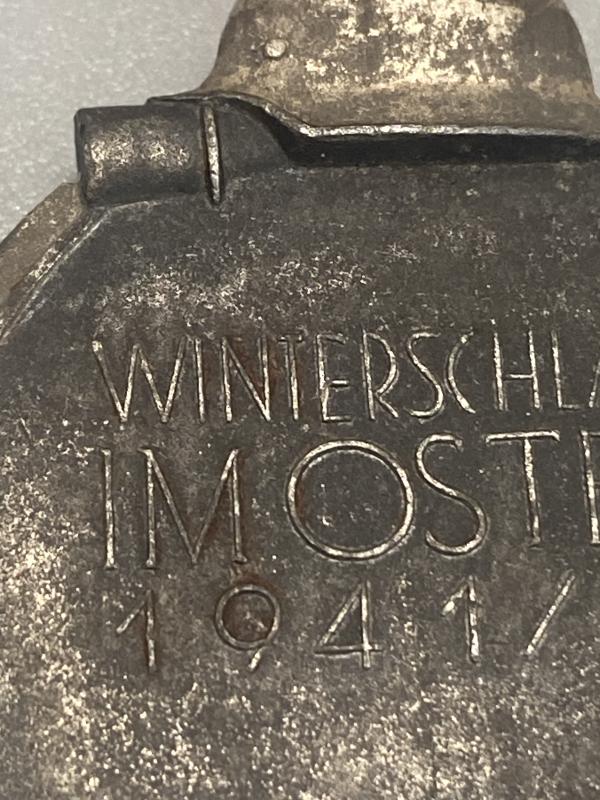 WINTERSCHLA
IM OSTE
1941/